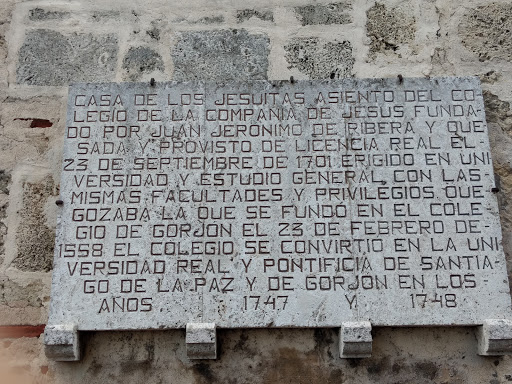 CASA DE LOS JESUITAS ASIENTO DEL CO-
LEGIO DE LA COMPAÑIA DE JESUS FUNDA-
DO POR JUAN JERONIMO DE RIBERA Y QUE
SADA Y PROVISTO DE LICENCIA REAL EL
23 DE SEPTIEMBRE DE 1701 ERIGIDO EN UNI
VERSIDAD Y ESTUDIO GENERAL, CON LAS-
MISMAS FACULTADES Y PRIVILEGIOS QUE
GOZABA LA QUE SE FUNDO EN EL COLE
GIO DE GORJON EL 23 DE FEBRERO DE-
1558 EL COLEGIO SE CONVIRTIO EN LA UNI
VERSIDAD REAL Y PONTIFICIA DE SANTIA-
GO DE LA PAZ Y DE GORJON EN LOS-
AÑOS - 1747 Y 1748 -